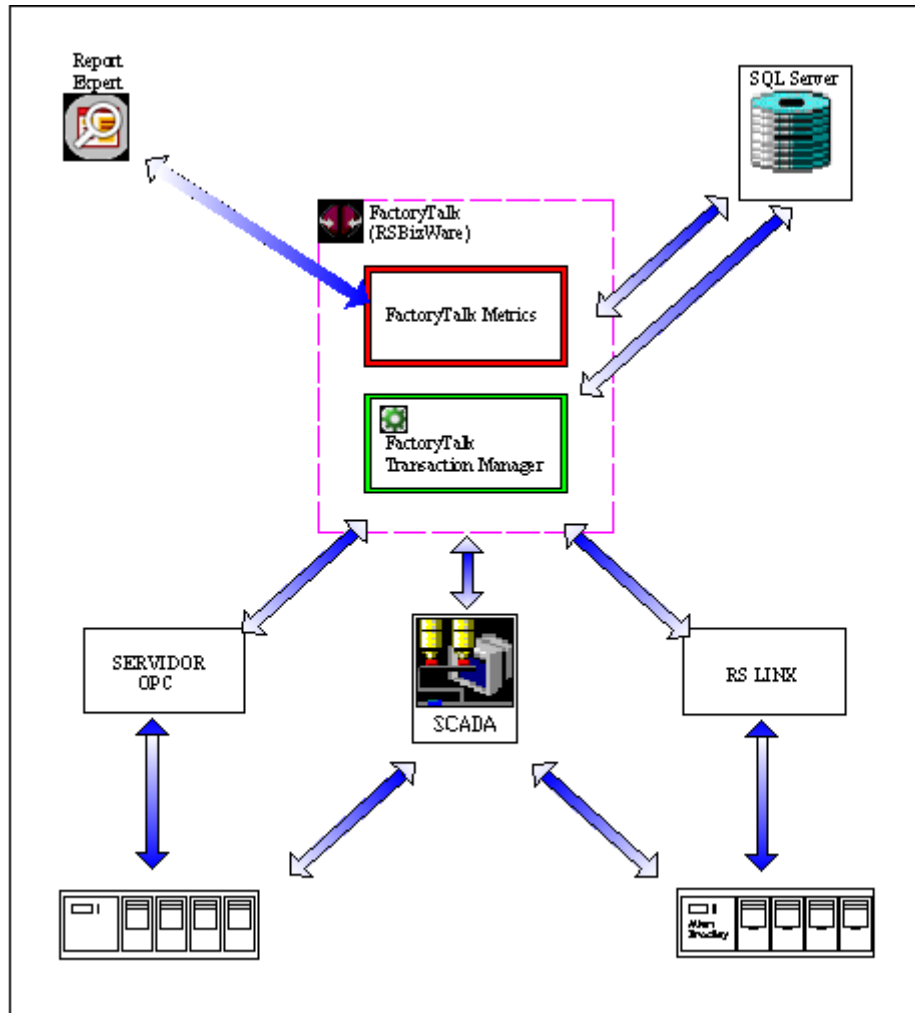 Report
Expert
SQL Server
FactoryTalk
(RSBizWare)
FactoryTalk Metrics
FactoryTalk
Transaction Manager
SERVIDOR
OPC
SCADA
RS LINX
Allen
Bradley